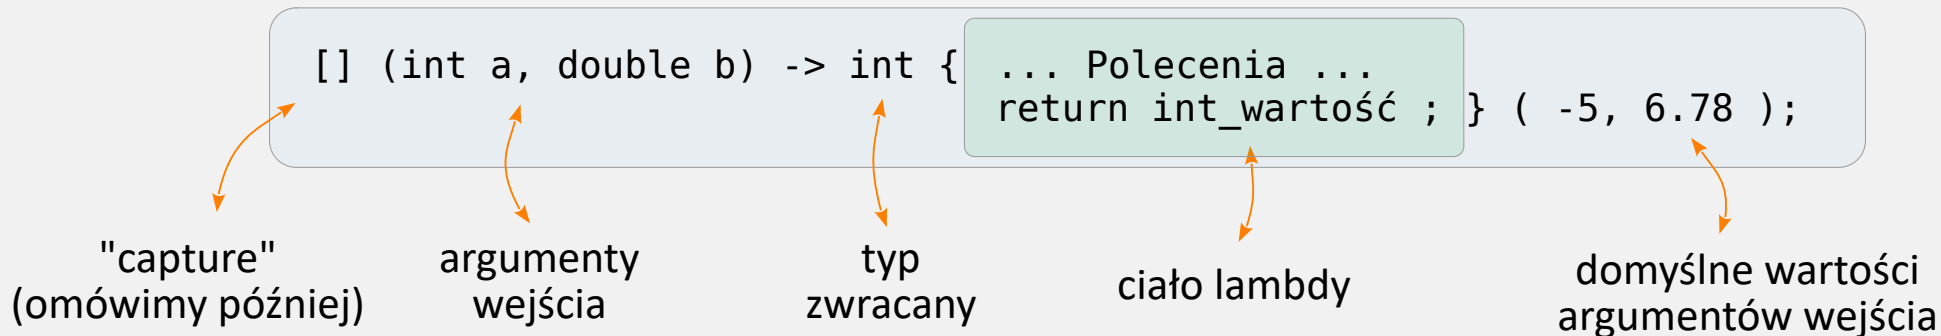 [] (int a, double b) -> int { ... Polecenia ...
return int_wartość ; } ( -5, 6.78 );
"capture"
(omówimy później)
argumenty
wejścia
typ
zwracany
ciało lambdy
domyślne wartości
argumentów wejścia